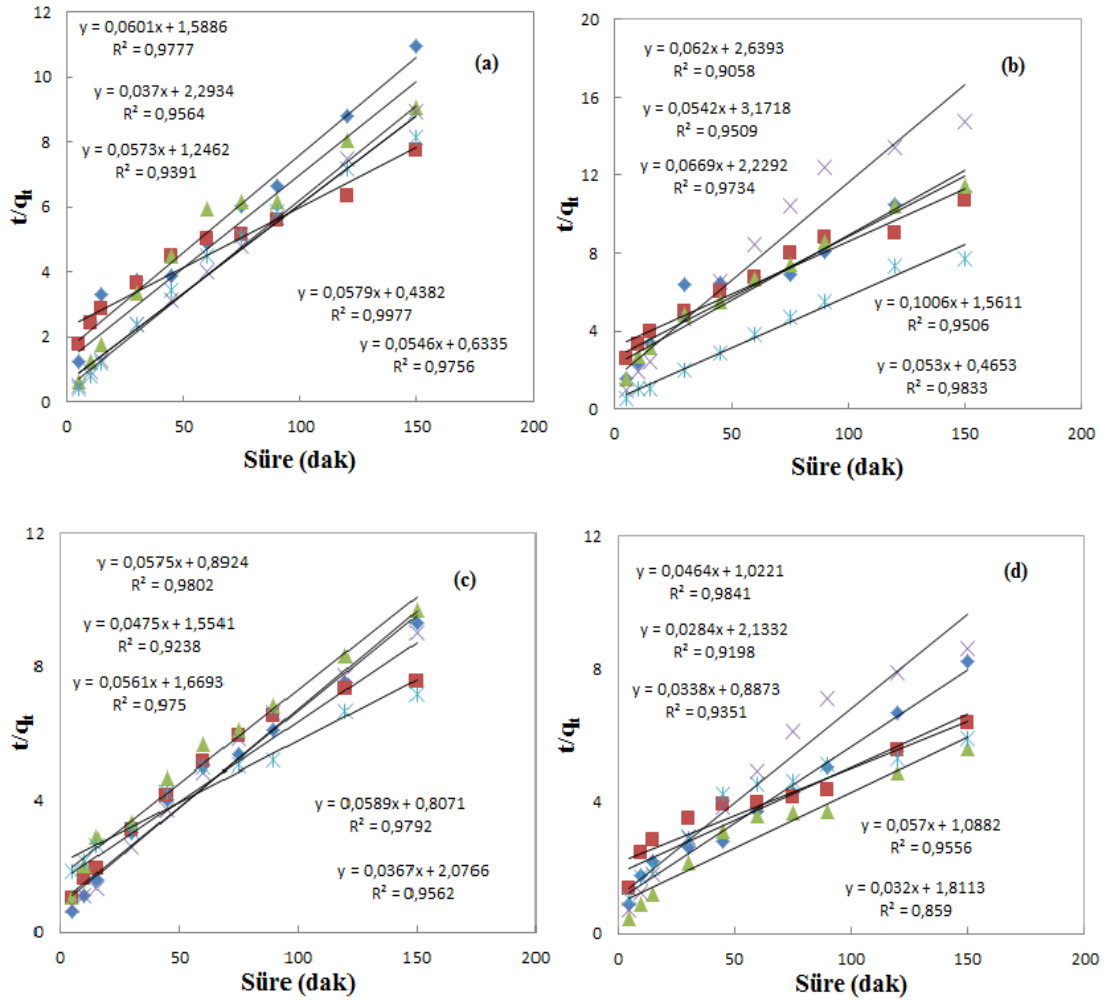 12
10
8
6
4
2
0
t/qt
(a)
y = 0,0601x + 1,5886
R² = 0,9777
y = 0,037x + 2,2934
R² = 0,9564
y = 0,0573x + 1,2462
R² = 0,9391
y = 0,0579x + 0,4382
R² = 0,9977
y = 0,0546x + 0,6335
R² = 0,9756
0 50 100 150 200
Süre (dak)
20
16
12
8
4
0
t/qt
(b)
y = 0,062x + 2,6393
R² = 0,9058
y = 0,0542x + 3,1718
R² = 0,9509
y = 0,0669x + 2,2292
R² = 0,9734
y = 0,1006x + 1,5611
R² = 0,9506
y = 0,053x + 0,4653
R² = 0,9833
0 50 100 150 200
Süre (dak)
12
8
4
0
t/qt
(c)
y = 0,0575x + 0,8924
R² = 0,9802
y = 0,0475x + 1,5541
R² = 0,9238
y = 0,0561x + 1,6693
R² = 0,975
y = 0,0589x + 0,8071
R² = 0,9792
y = 0,0367x + 2,0766
R² = 0,9562
0 50 100 150 200
Süre (dak)
12
8
4
0
t/qt
(d)
y = 0,0464x + 1,0221
R² = 0,9841
y = 0,0284x + 2,1332
R² = 0,9198
y = 0,0338x + 0,8873
R² = 0,9351
y = 0,057x + 1,0882
R² = 0,9556
y = 0,032x + 1,8113
R² = 0,859
0 50 100 150 200
Süre (dak)